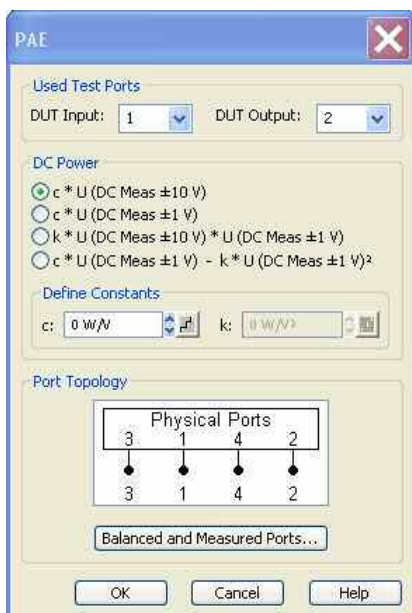 PAE
Used Test Ports
DUT Input: 1 DUT Output: 2
DC Power
c * U (DC Meas ±10 V)
c * U (DC Meas ±1 V)
k * U (DC Meas ±10 V) * U (DC Meas ±1 V)
c * U (DC Meas ±1 V) - k * U (DC Meas ±1 V)²
Define Constants
c: 0 W/V k: 0 W/V²
Port Topology
Physical Ports
3 1 4 2
3 1 4 2
Balanced and Measured Ports...
OK Cancel Help